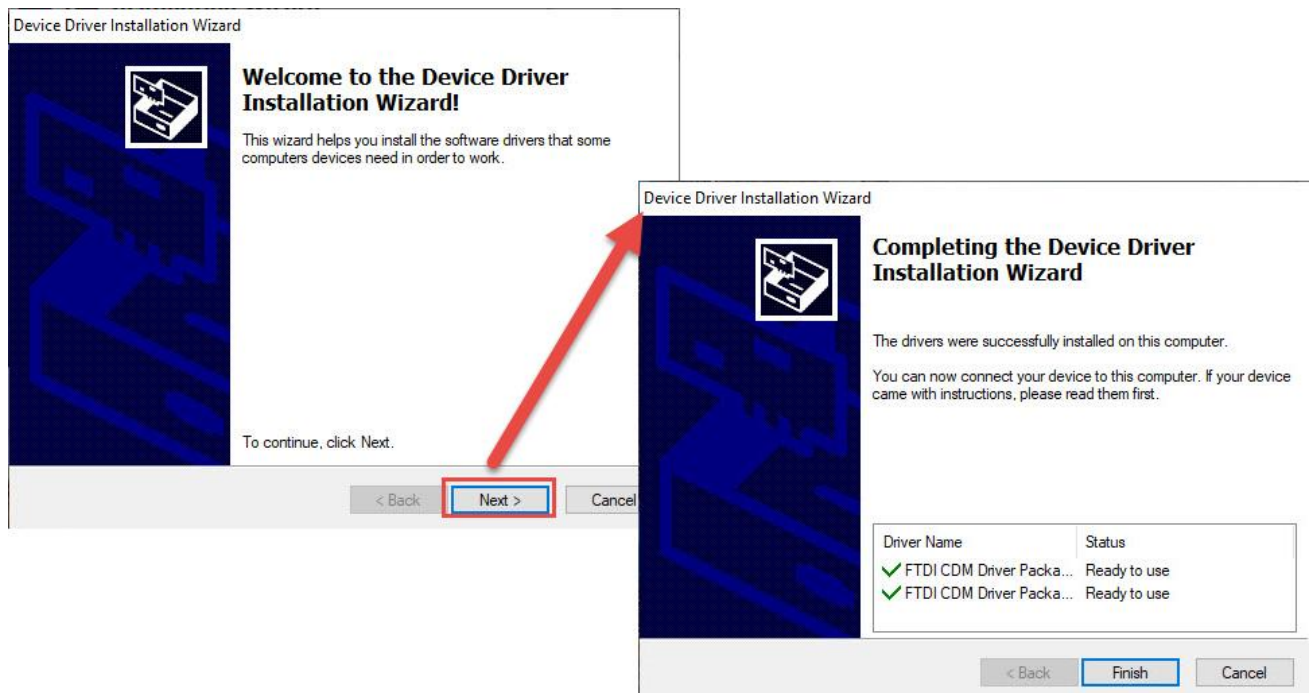 Device Driver Installation Wizard
Welcome to the Device Driver
Installation Wizard!
This wizard helps you install the software drivers that some
computers devices need in order to work.
To continue, click Next.
< Back Next > Cancel
Device Driver Installation Wizard
Completing the Device Driver
Installation Wizard
The drivers were successfully installed on this computer.
You can now connect your device to this computer. If your device
came with instructions, please read them first.
Driver Name Status
FTDI CDM Driver Packa... Ready to use
FTDI CDM Driver Packa... Ready to use
< Back Finish Cancel